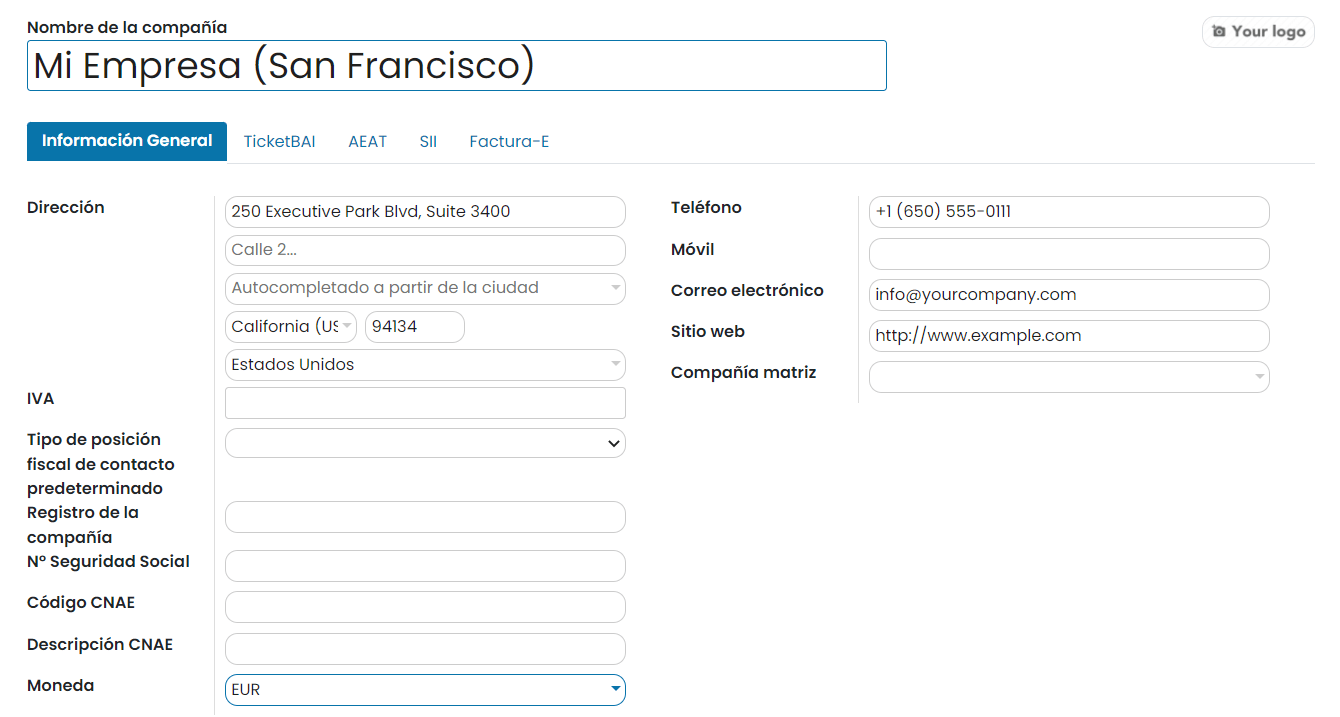 Nombre de la compañía
Your logo
Mi Empresa (San Francisco)
Información General TicketBAI AEAT SII Factura-E
Dirección
250 Executive Park Blvd, Suite 3400
Calle 2...
Autocompletado a partir de la ciudad
California (US 94134
Estados Unidos
IVA
Tipo de posición
fiscal de contacto
predeterminado
Registro de la
compañía
Nº Seguridad Social
Código CNAE
Descripción CNAE
Moneda EUR
Teléfono +1 (650) 555-0111
Móvil
Correo electrónico info@yourcompany.com
Sitio web http://www.example.com
Compañía matriz